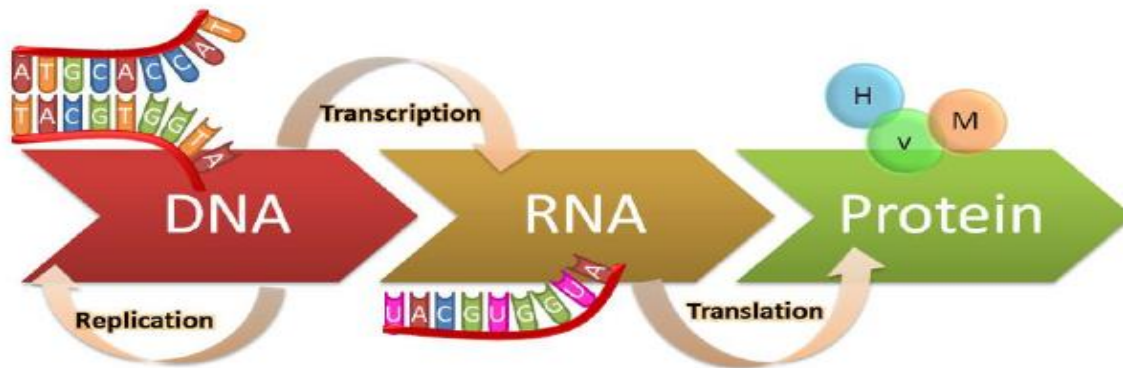 ATGCACCAT
TACGTGGTA
Transcription
H
v
M
DNA
RNA
Protein
Replication
UACGUGGUA
Translation